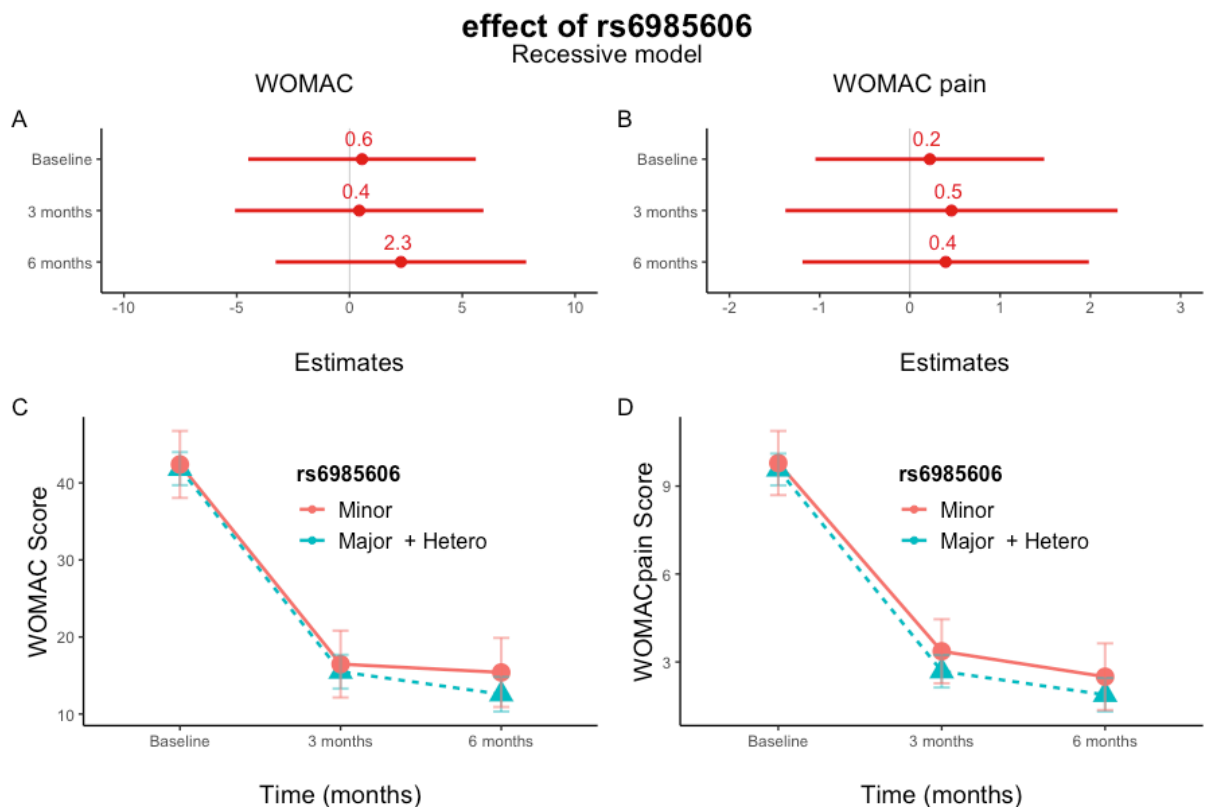 effect of rs6985606
Recessive model
WOMAC
WOMAC pain
A
0.6
Baseline
0.4
3 months
2.3
6 months
-10
-5
0
5
10
Estimates
B
0.2
Baseline
0.5
3 months
0.4
6 months
-2
-1
0
1
2
3
Estimates
C
WOMAC Score
40
30
20
10
rs6985606
Minor
Major + Hetero
Baseline
3 months
6 months
Time (months)
D
WOMACpain Score
9
6
3
rs6985606
Minor
Major + Hetero
Baseline
3 months
6 months
Time (months)